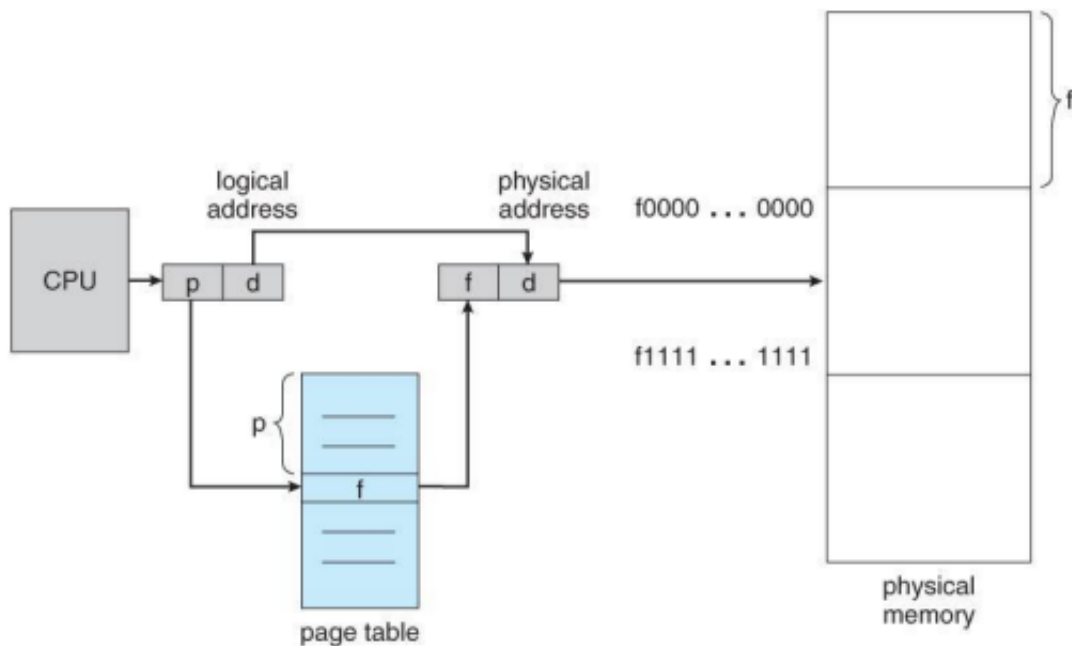 logical
address
physical
address
f0000 ... 0000
f
CPU
p
d
f
d
f1111 ... 1111
p
f
page table
physical
memory